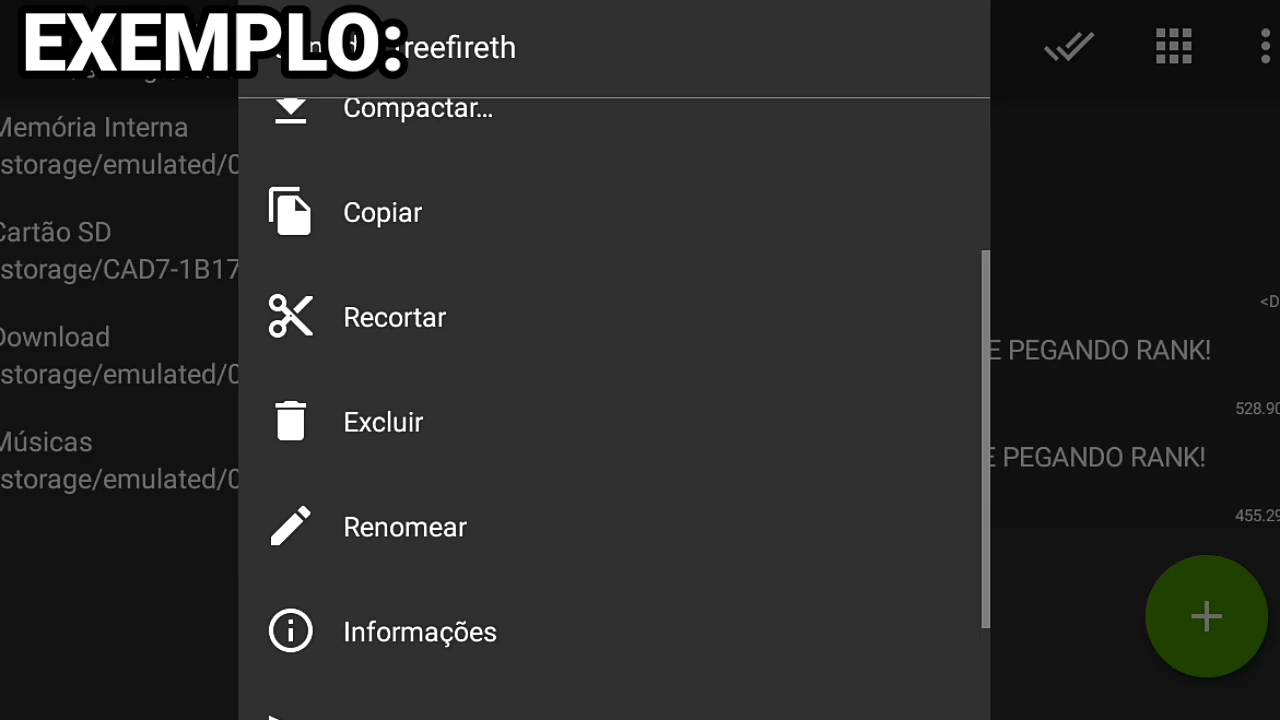 EXEMPLO:
reefireth
Compactar...
Copiar
Recortar
Excluir
Renomear
Informações
Memória Interna
storage/emulated/0
Cartão SD
storage/CAD7-1B17
Download
storage/emulated/0
Músicas
storage/emulated/0
<D
E PEGANDO RANK!
528.90
E PEGANDO RANK!
455.29